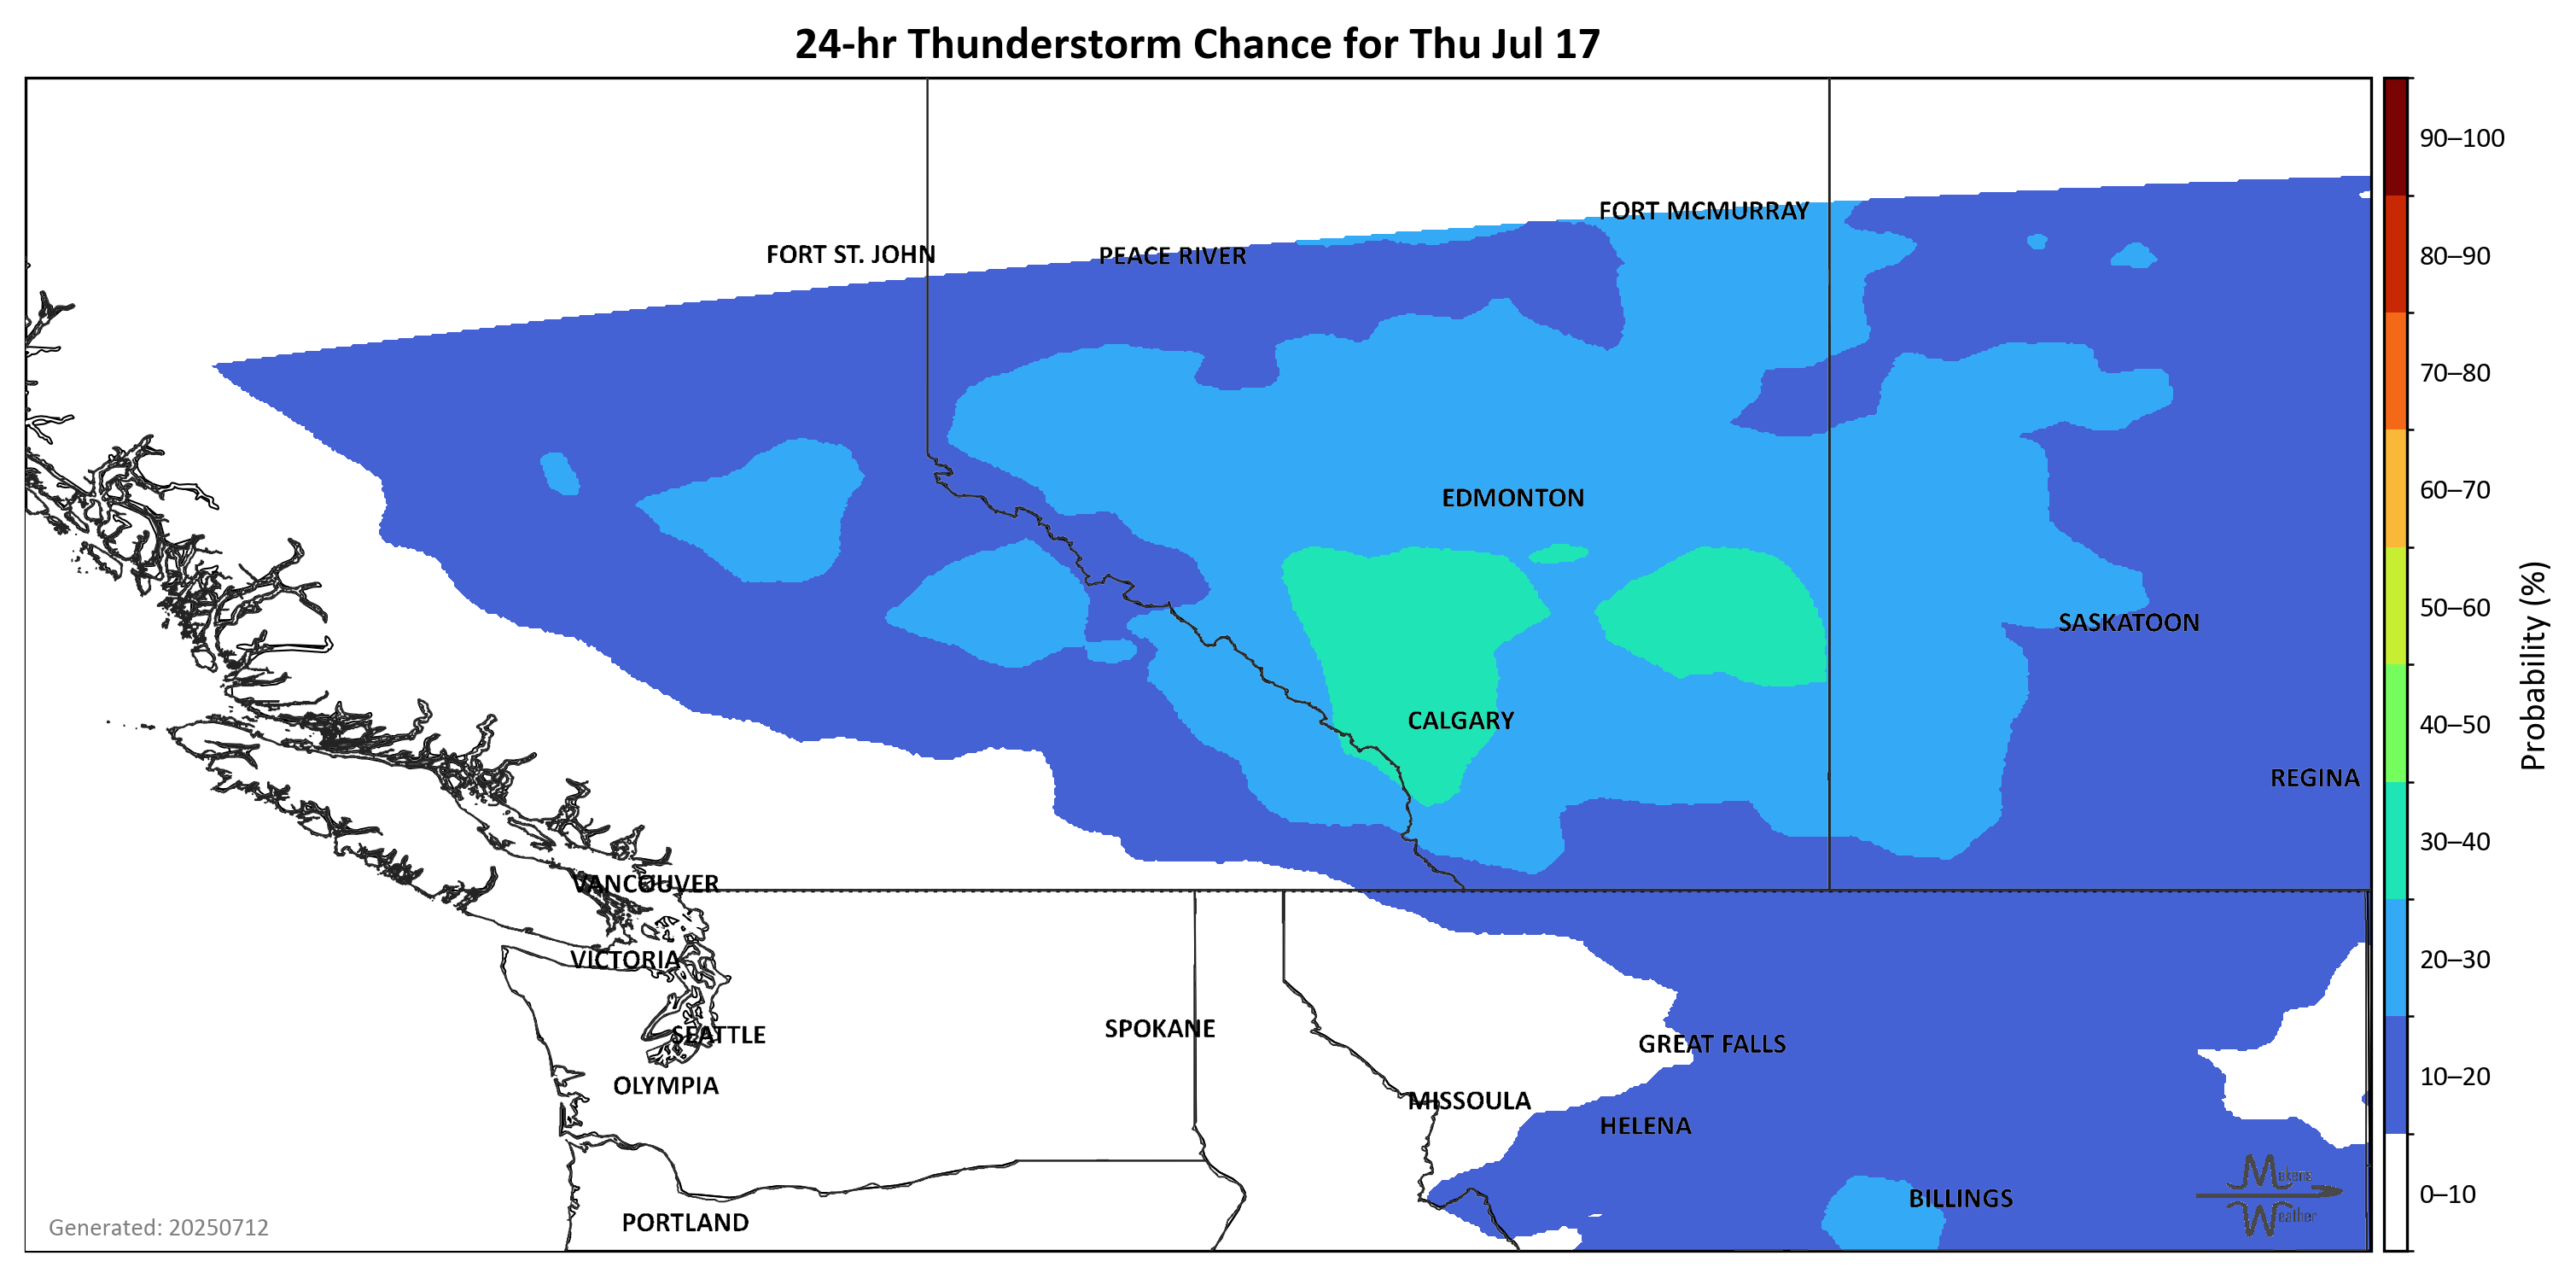 24-hr Thunderstorm Chance for Thu Jul 17
90–100
FORT MCMURRAY
FORT ST. JOHN
PEACE RIVER
80–90
70–80
60–70
EDMONTON
50–60
SASKATOON
Probability (%)
CALGARY
40–50
REGINA
30–40
VANCOUVER
VICTORIA
20–30
SEATTLE
SPOKANE
GREAT FALLS
OLYMPIA
10–20
MISSOULA
HELENA
Mekens
Weather
0–10
BILLINGS
PORTLAND
Generated: 20250712